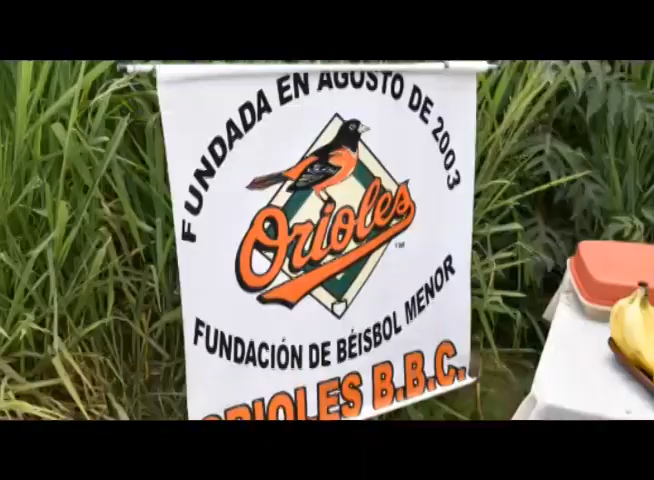 FUNDADA EN AGOSTO DE 2003
Orioles
FUNDACIÓN DE BÉISBOL MENOR
ORIOLES B.B.C.